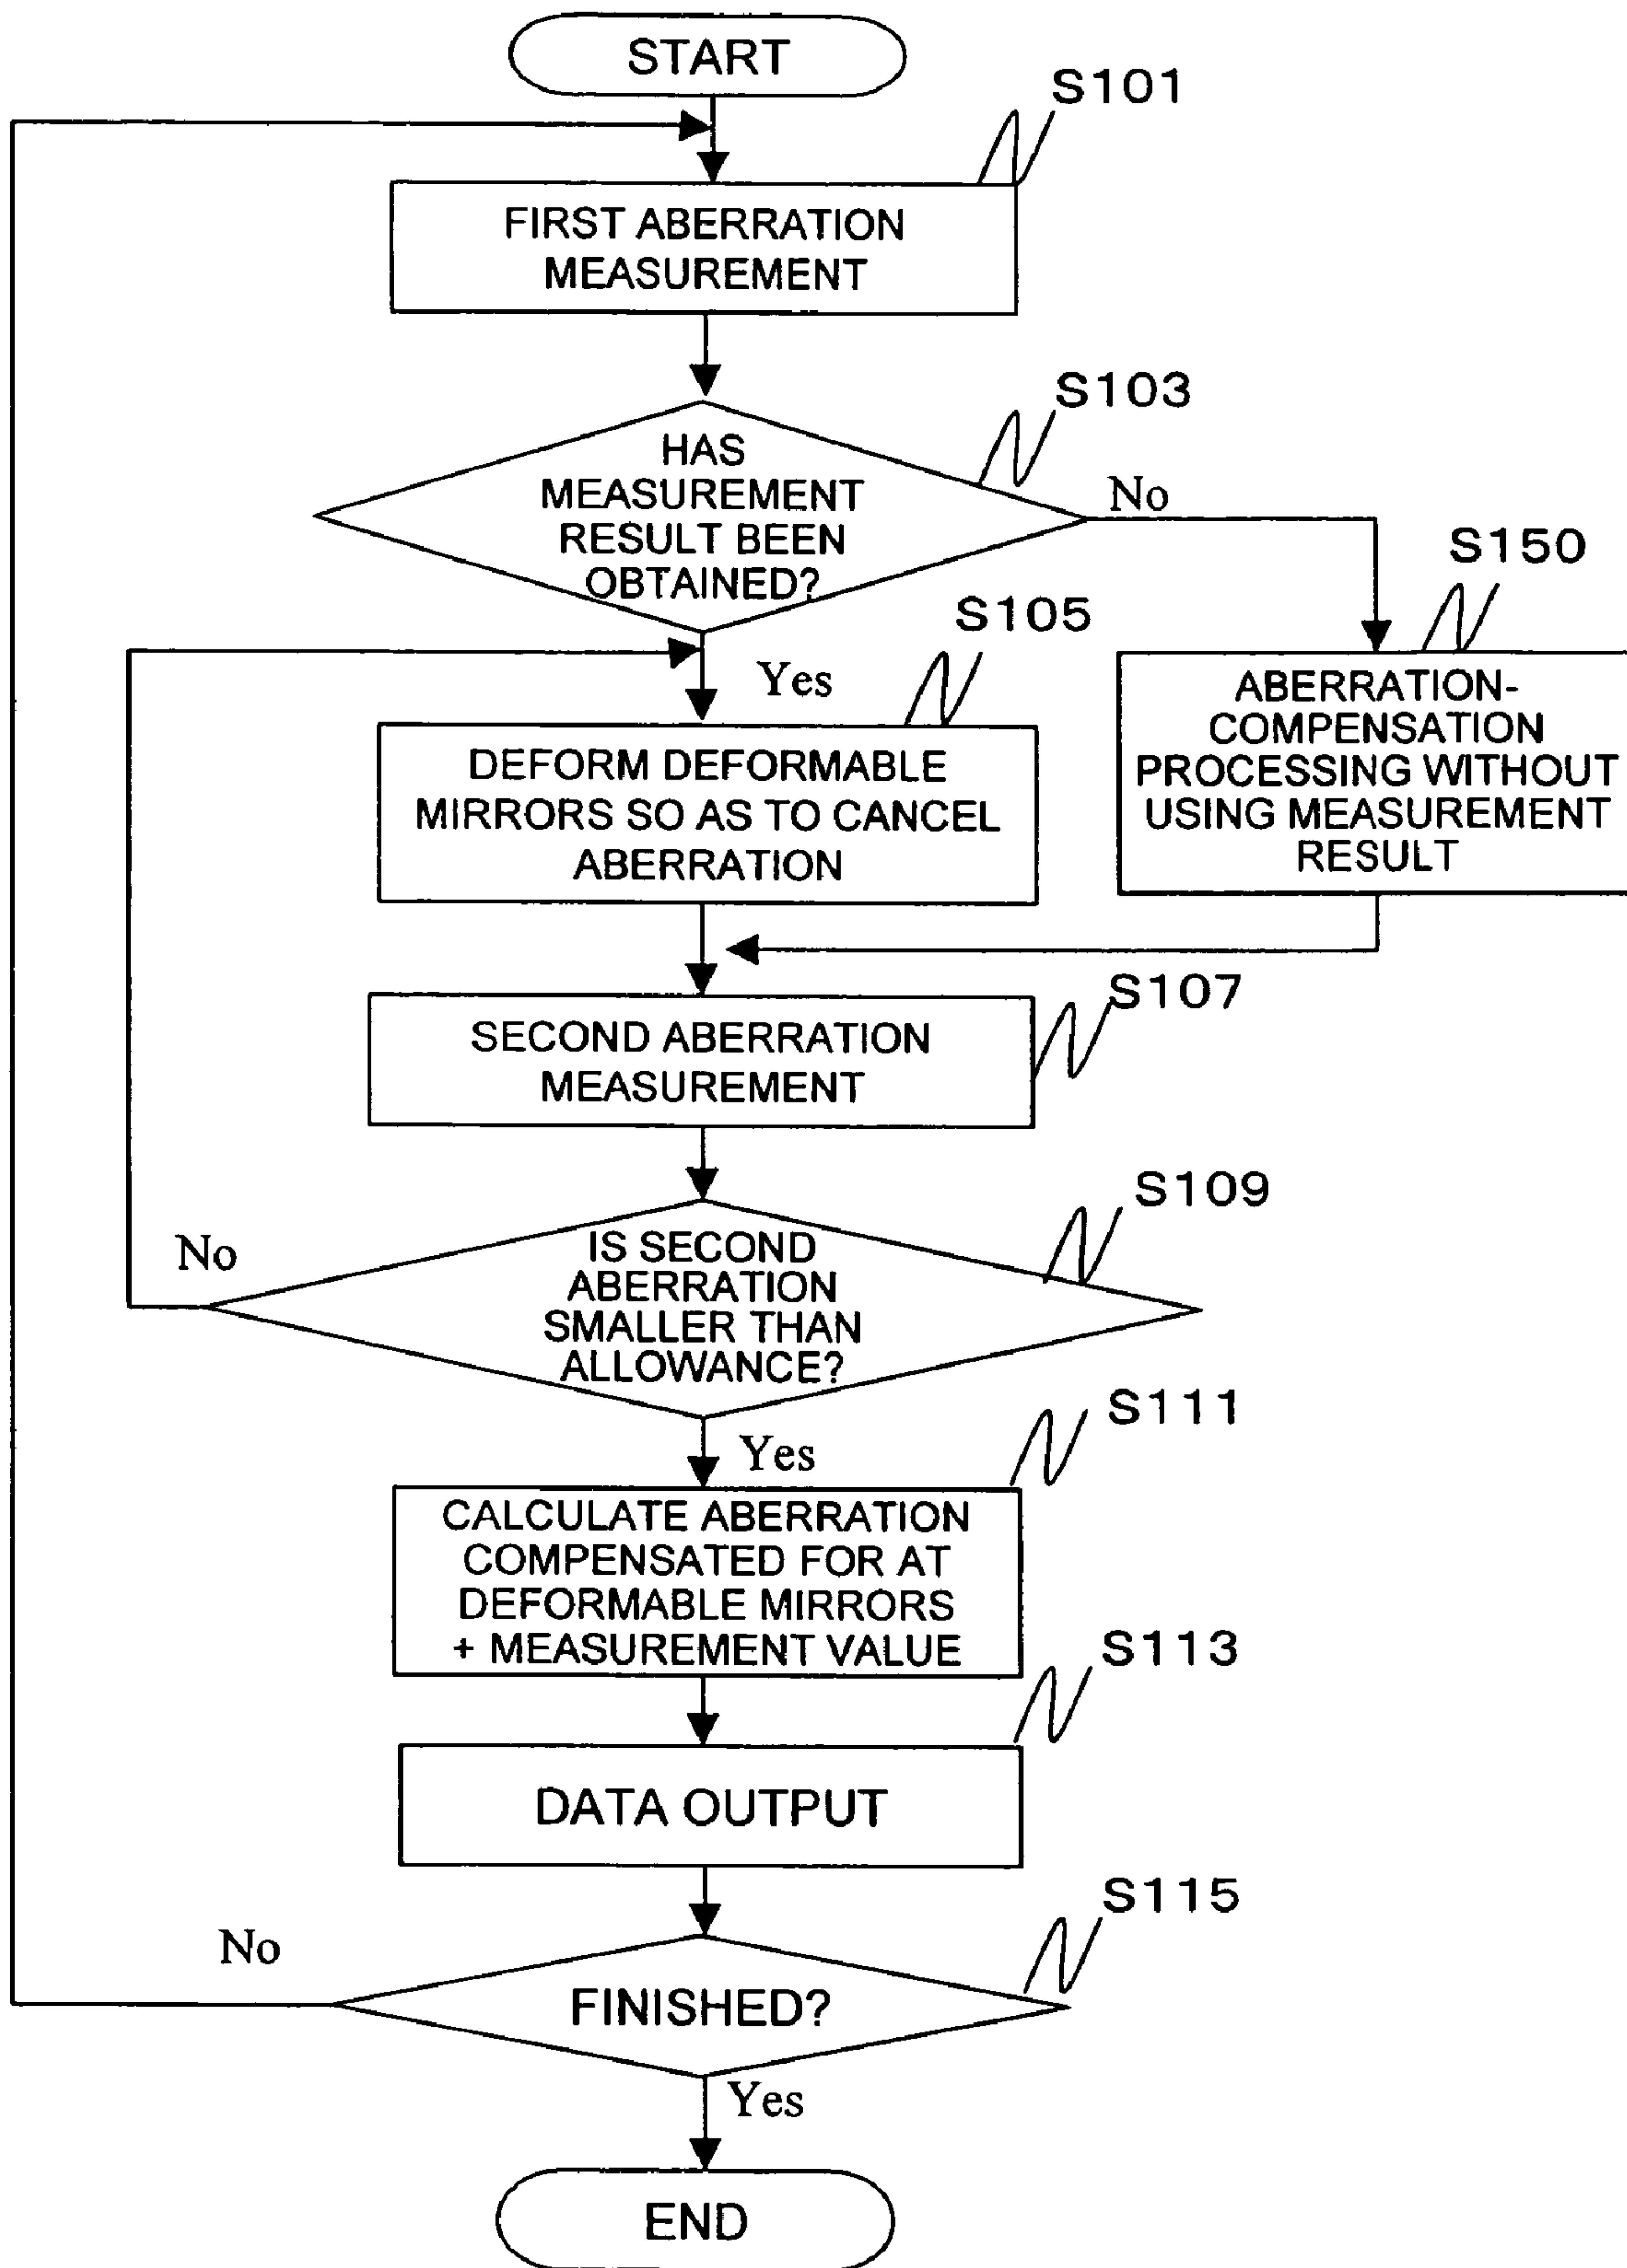 START
S101
FIRST ABERRATION
MEASUREMENT
S103
HAS
MEASUREMENT
RESULT BEEN
OBTAINED?
No
S150
S105
Yes
ABERRATION-
COMPENSATION
PROCESSING WITHOUT
USING MEASUREMENT
RESULT
DEFORM DEFORMABLE
MIRRORS SO AS TO CANCEL
ABERRATION
S107
SECOND ABERRATION
MEASUREMENT
S109
No
IS SECOND
ABERRATION
SMALLER THAN
ALLOWANCE?
S111
Yes
CALCULATE ABERRATION
COMPENSATED FOR AT
DEFORMABLE MIRRORS
+ MEASUREMENT VALUE
S113
DATA OUTPUT
S115
No
FINISHED?
Yes
END